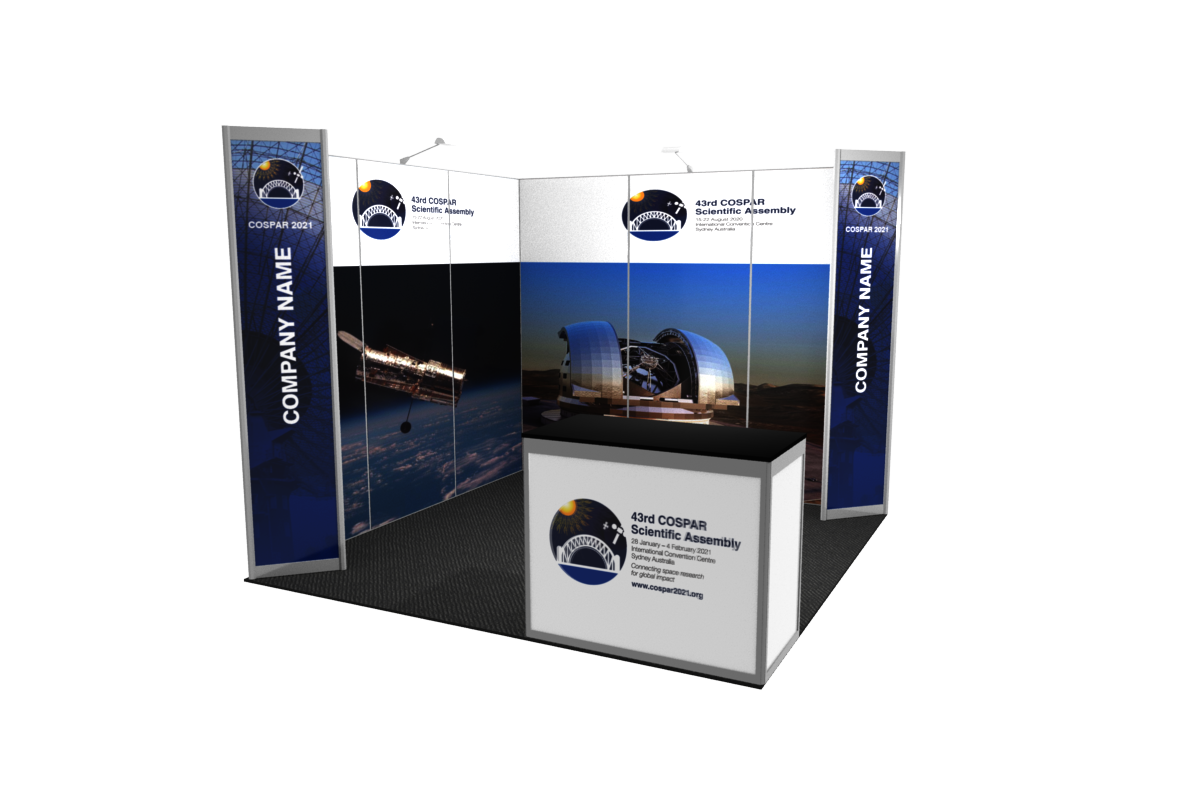 COSPAR 2021
COMPANY NAME
43rd COSPAR
Scientific Assembly
43rd COSPAR
Scientific Assembly
International Convention Centre
Sydney Australia
COSPAR 2021
COMPANY NAME
43rd COSPAR
Scientific Assembly
28 January – 4 February 2021
International Convention Centre
Sydney Australia
Connecting space research
for global impact
www.cospar2021.org